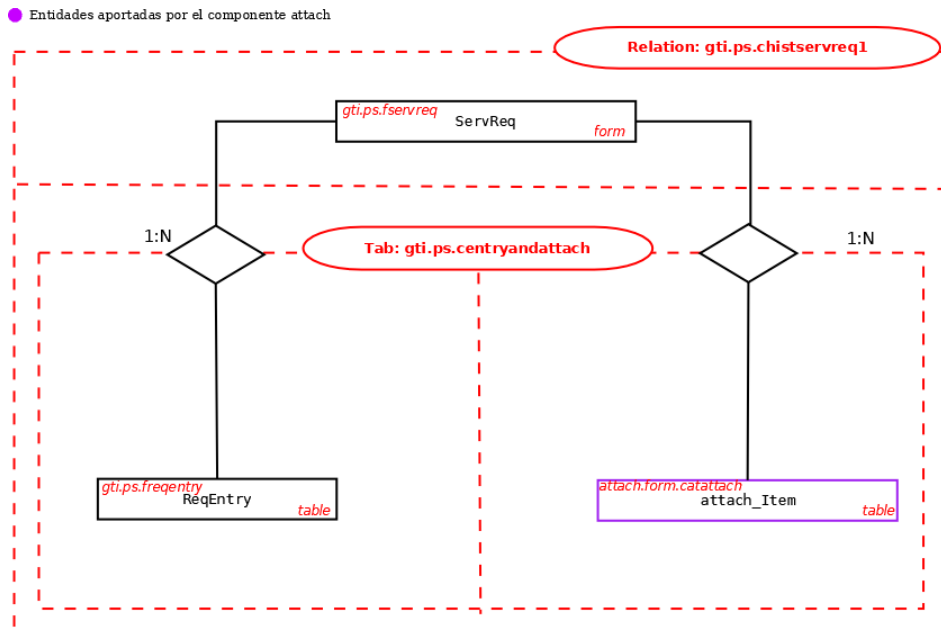 Entidades aportadas por el componente attach
Relation: gti.ps.chistservreq1
gti.ps.fservreq
ServReq
form
1:N
Tab: gti.ps.centryandattach
1:N
gti.ps.freqentry
ReqEntry
table
attach.form.catattach
attach_Item
table